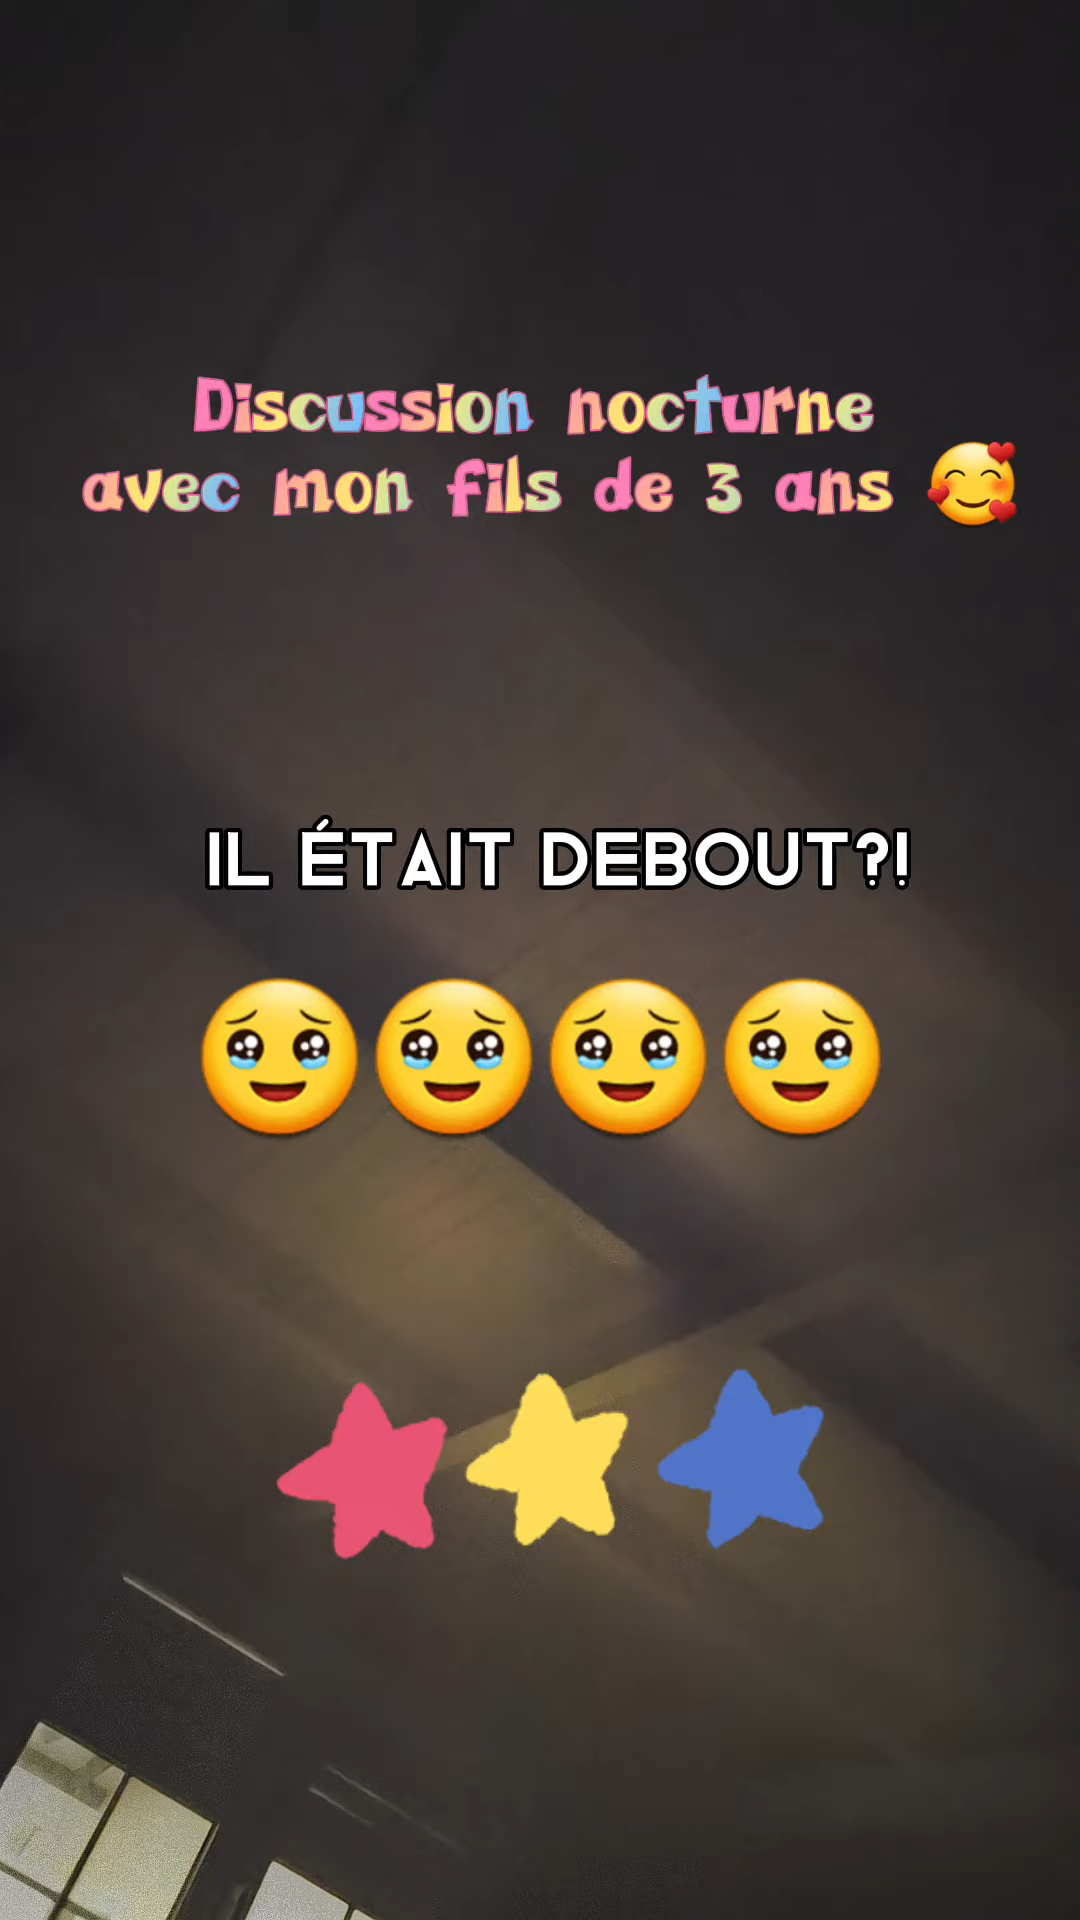 Discussion nocturne
avec mon fils de 3 ans 🥰
IL ÉTAIT DEBOUT?!
🥹🥹🥹🥹